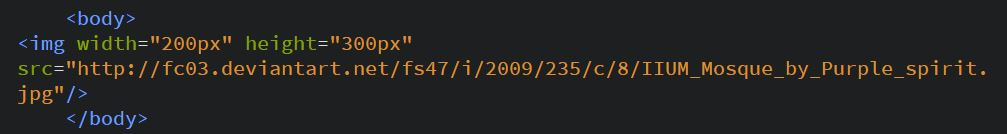 <body>
<img width="200px" height="300px"
src="http://fc03.deviantart.net/fs47/i/2009/235/c/8/IIUM_Mosque_by_Purple_spirit.
jpg"/>
</body>